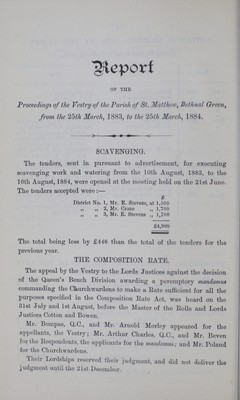 Report
OF THE
Proceedings of the Vestry of the Parish of St. Matthew, Bethnal Green,
from the 25th March, 1883, to the 25th March, 1884.
SCAVENGING.
The tenders, sent in pursuant to advertisement, for executing
scavenging work and watering from the 10th August, 1883, to the
10th August, 1884, were opened at the meeting held on the 21st June.
The tenders accepted were :—
£
District No. 1, Mr. E. Stevens, at 1,500
„ „ 2, Mr. Crane „ 1,700
„ „ 3, Mr. E. Stevens „ 1,700
£4,900
The total being less by £448 than the total of the tenders for the
previous year.
THE COMPOSITION RATE.
The appeal by the Vestry to the Lords Justices against the decision
of the Queen's Bench Division awarding a peremptory mandamus
commanding the Churchwardens to make a Rate sufficient for all the
purposes specified in the Composition Rate Act, was heard on the
31st July and 1st August, before the Master of the Rolls and Lords
Justices Cotton and Bowen.
Mr. Bompas, Q.C., and Mr. Arnold Morley appeared for the
appellants, the Vestry; Mr. Arthur Charles, Q.C., and Mr. Beven
for the Respondents, the applicants for the mandamus; and Mr. Poland
for the Churchwardens.
Their Lordships reserved their judgment, and did not deliver the
judgment until the 21st December.